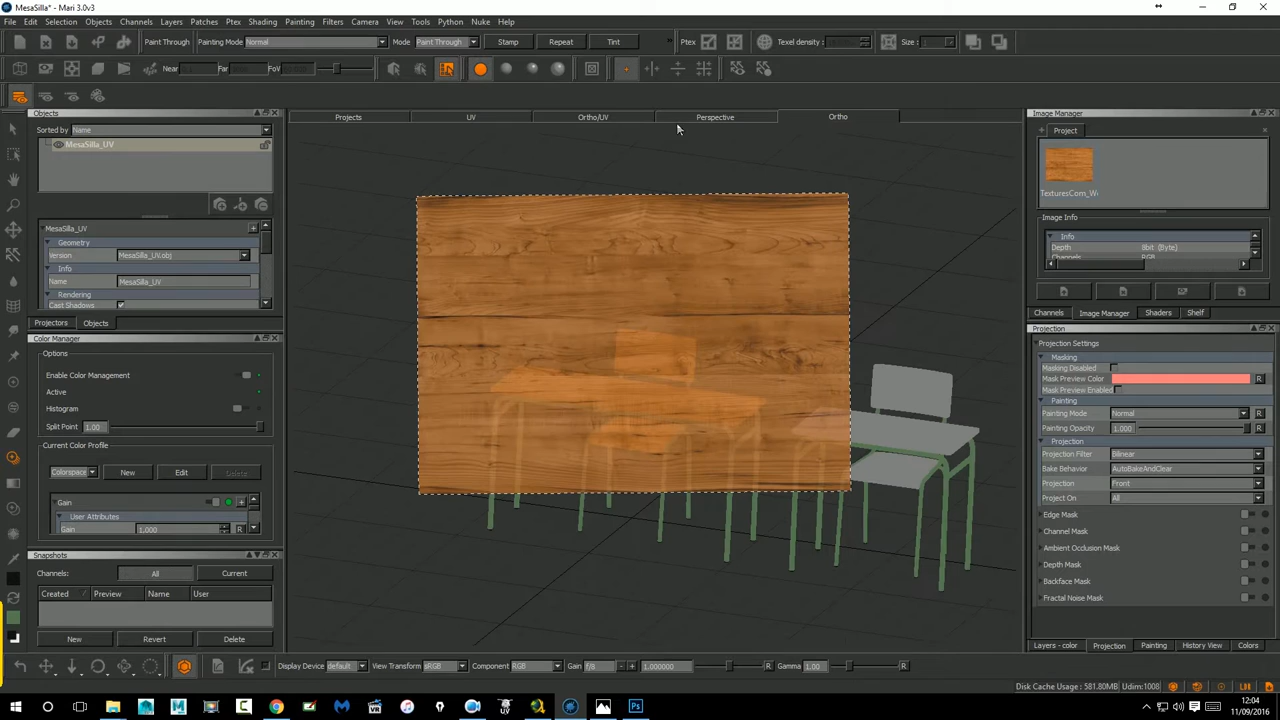 MesaSilla* - Mari 3.0v3
File Edit Selection Objects Channels Layers Patches Ptex Shading Painting Filters Camera View Tools Python Nuke Help
Paint Through Painting Mode Normal Mode Paint Through Stamp Repeat Tint Ptex Texel density: Size:
Near FoV
Objects
Projects UV Ortho/UV Perspective Ortho
Image Manager
Sorted by Name
Project
MesaSilla_UV
TexturesCom_W
Image Info
MesaSilla_UV
Info
Geometry
Depth 8bit (Byte)
Version MesaSilla_UV.obj
Channels RGB
Info
Name MesaSilla_UV
Rendering
Cast Shadows
Channels Image Manager Shaders Shelf
Projectors Objects
Projection
Color Manager
Projection Settings
Options
Masking
Masking Disabled
Enable Color Management
Mask Preview Color R
Mask Preview Enabled
Active
Painting
Histogram
Painting Mode Normal R
Split Point 1.00
Painting Opacity 1.000 R
Projection
Current Color Profile
Projection Filter Bilinear
Colorspace New Edit Delete
Bake Behavior AutoBakeAndClear
Projection Front
Gain
Project On All
User Attributes
Edge Mask
Gain 1.000 R
Channel Mask
Snapshots
Ambient Occlusion Mask
Channels: All Current
Depth Mask
Backface Mask
Created Preview Name User
Fractal Noise Mask
New Revert Delete
Layers - color Projection Painting History View Colors
Display Device default View Transform sRGB Component RGB Gain f/8 - + 1.000000 R Gamma 1.00 R
Disk Cache Usage : 581.80MB Udim:1008
12:04
11/09/2016